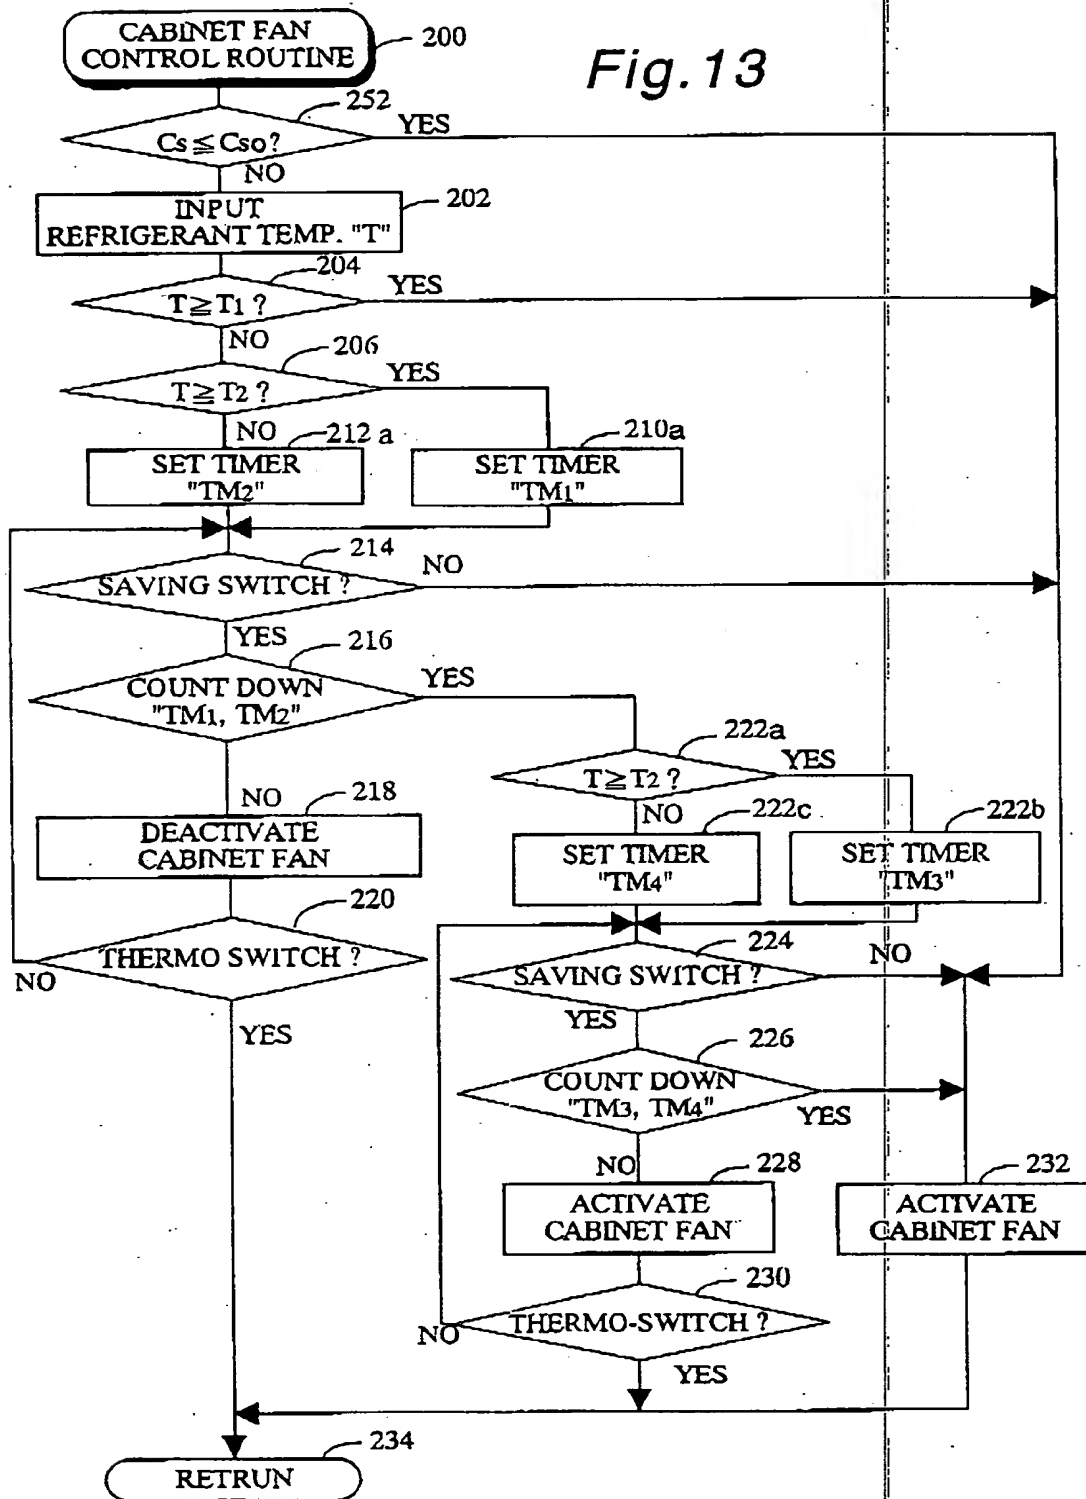 CABINET FAN
CONTROL ROUTINE
200
Fig.13
252
Cs≦Cso?
YES
NO
INPUT
REFRIGERANT TEMP. "T"
202
204
T≧T1 ?
YES
NO
206
T≧T2 ?
YES
NO
212 a
SET TIMER
"TM2"
210a
SET TIMER
"TM1"
214
SAVING SWITCH ?
NO
YES
216
COUNT DOWN
"TM1, TM2"
YES
NO
218
DEACTIVATE
CABINET FAN
220
THERMO SWITCH ?
NO
YES
222a
T≧T2 ?
YES
NO
222c
SET TIMER
"TM4"
222b
SET TIMER
"TM3"
224
SAVING SWITCH ?
NO
YES
226
COUNT DOWN
"TM3, TM4"
YES
NO
228
ACTIVATE
CABINET FAN
232
ACTIVATE
CABINET FAN
230
THERMO-SWITCH ?
NO
YES
234
RETRUN